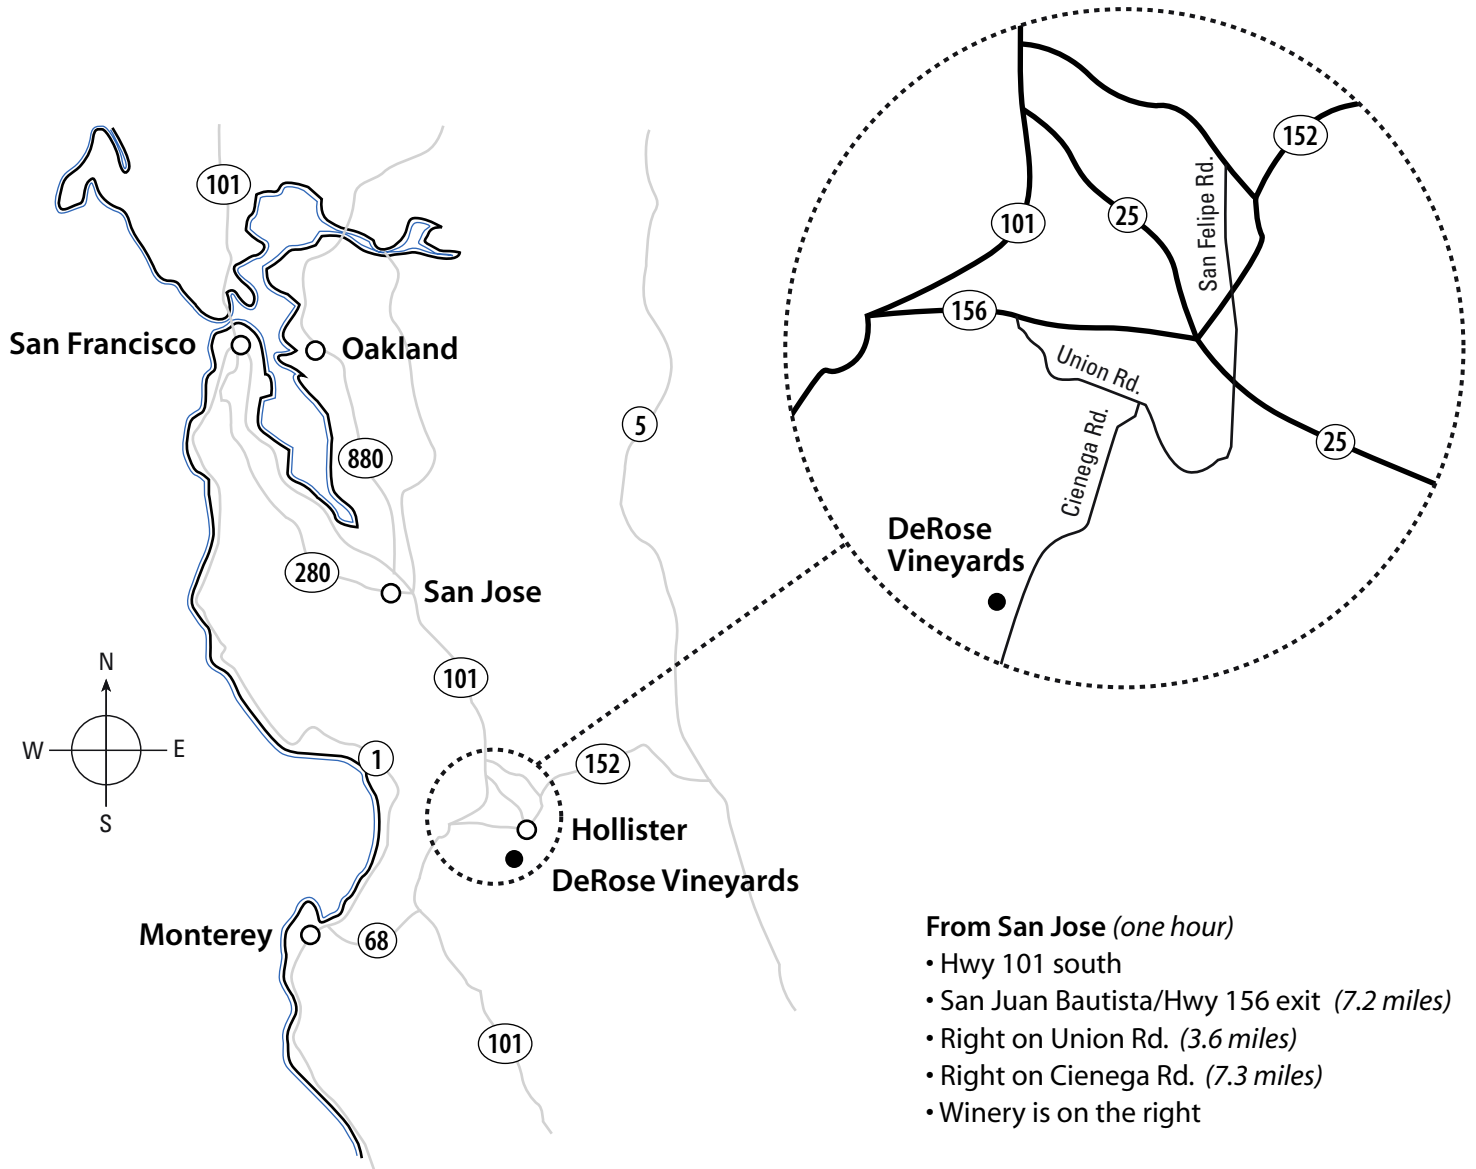 101
San Francisco
Oakland
880
280
San Jose
5
101
N
W
E
S
1
152
Hollister
DeRose Vineyards
Monterey
68
101
152
San Felipe Rd.
25
101
156
Union Rd.
Cienega Rd.
25
DeRose
Vineyards
From San Jose (one hour)
• Hwy 101 south
• San Juan Bautista/Hwy 156 exit (7.2 miles)
• Right on Union Rd. (3.6 miles)
• Right on Cienega Rd. (7.3 miles)
• Winery is on the right